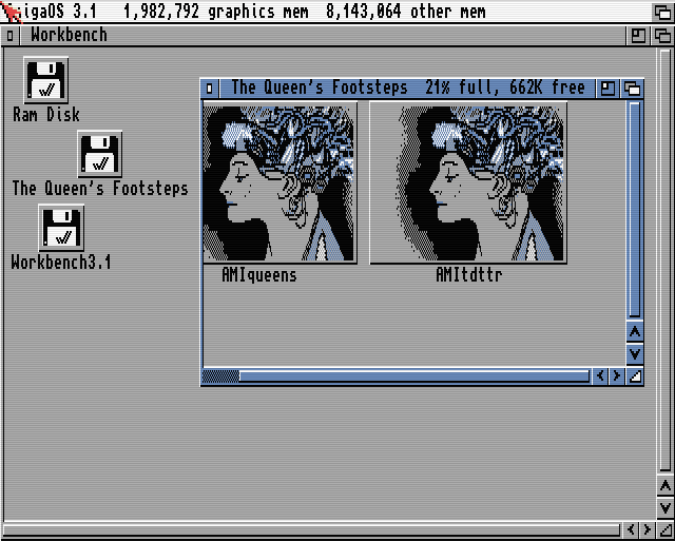 igaOS 3.1 1,982,792 graphics mem 8,143,064 other mem
Workbench
Ram Disk
The Queen's Footsteps
Workbench3.1
The Queen's Footsteps 21% full, 662K free
AMIqueens
AMItdttr